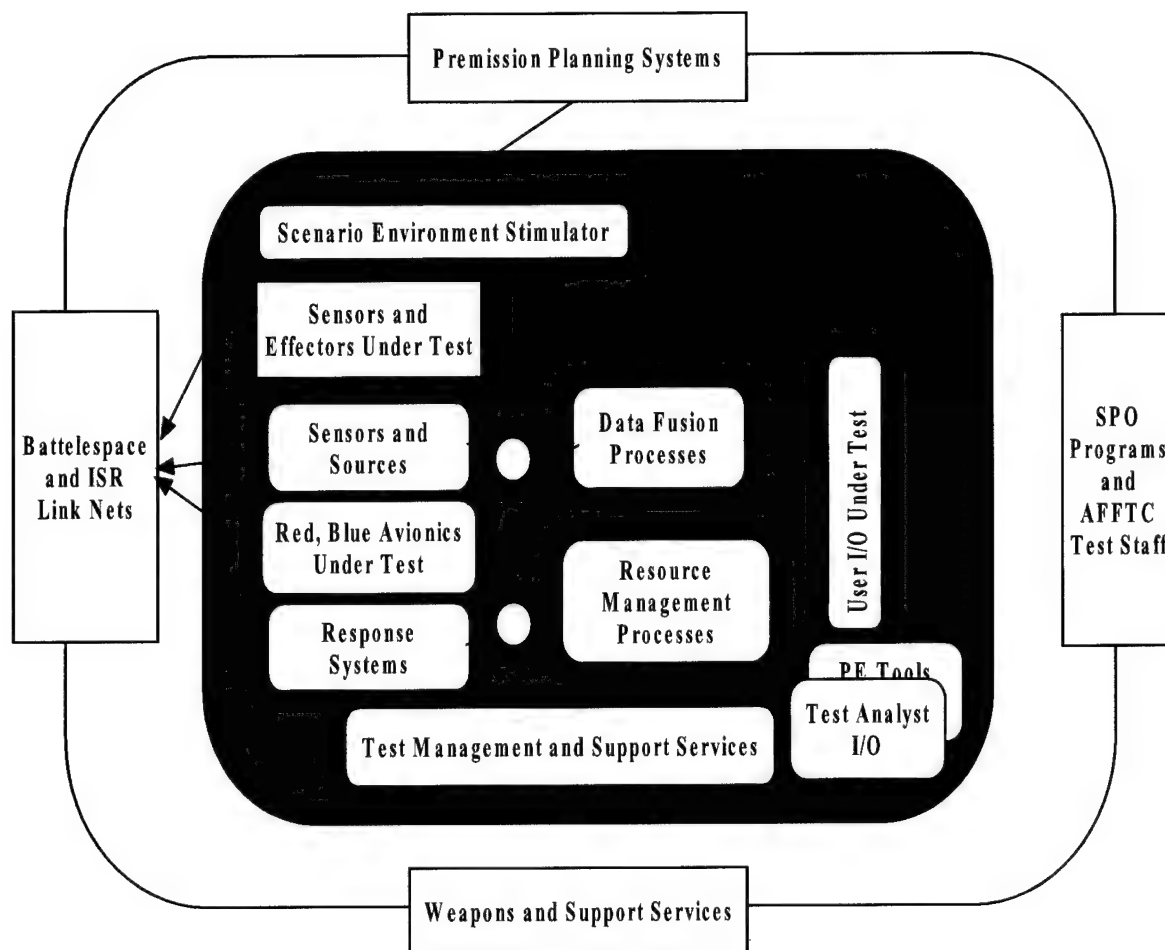 Premission Planning Systems
Scenario Environment Stimulator
Sensors and
Effectors Under Test
Sensors and
Sources
Data Fusion
Processes
User I/O Under Test
Battelespace
and ISR
Link Nets
SPO
Programs
and
AFFTC
Test Staff
Red, Blue Avionics
Under Test
Resource
Management
Processes
Response
Systems
PE Tools
Test Analyst
I/O
Test Management and Support Services
Weapons and Support Services